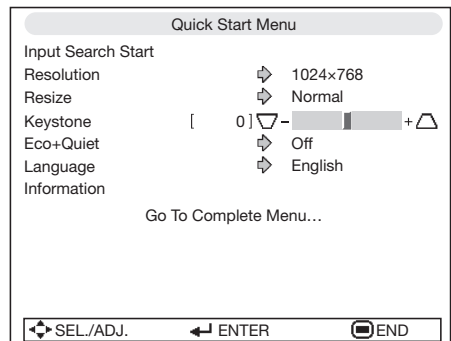 Quick Start Menu
Input Search Start
Resolution 1024×768
Resize Normal
Keystone [ 0 ] – +
Eco+Quiet Off
Language English
Information
Go To Complete Menu…
SEL./ADJ. ENTER END